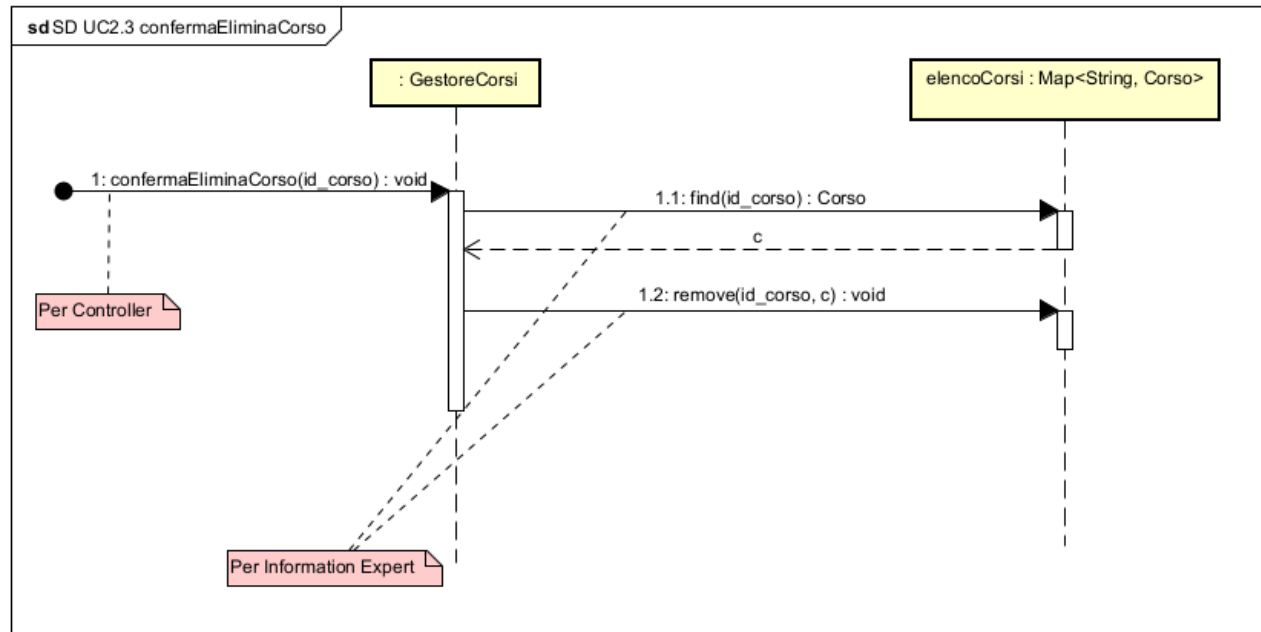 sd SD UC2.3 confermaEliminaCorso
: GestoreCorsi
elencoCorsi : Map<String, Corso>
1: confermaEliminaCorso(id_corso) : void
1.1: find(id_corso) : Corso
c
1.2: remove(id_corso, c) : void
Per Controller
Per Information Expert